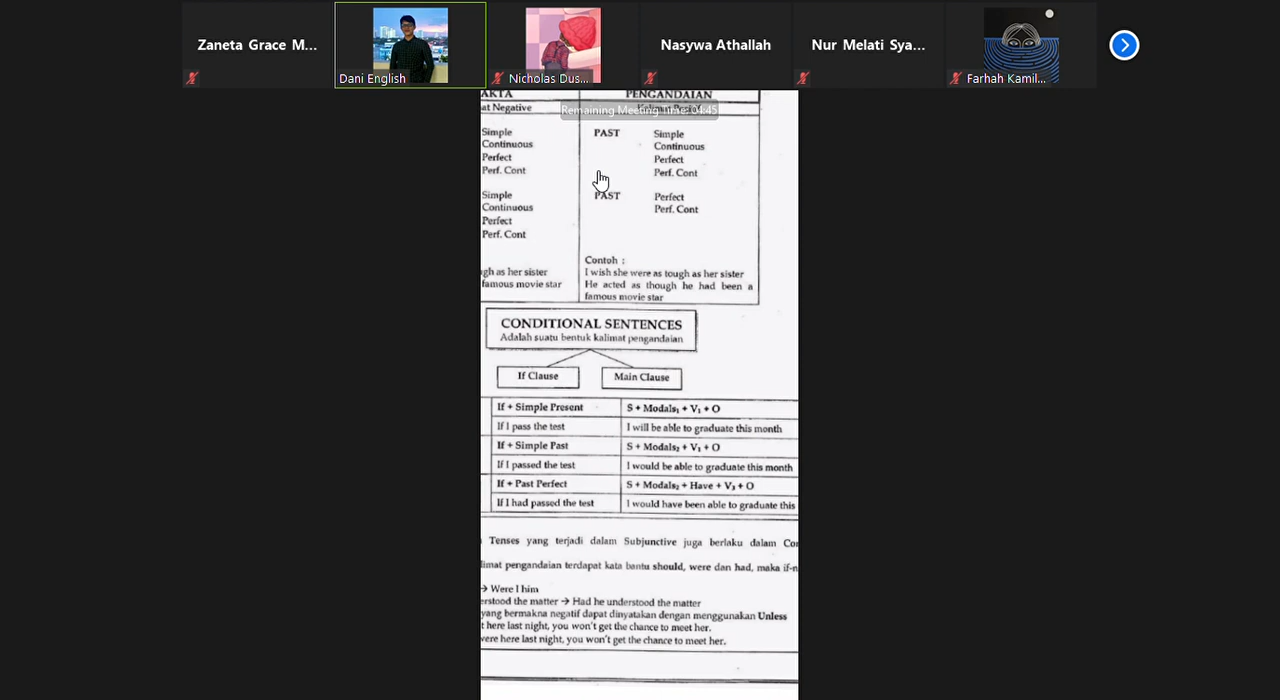 Zaneta Grace M...
Dani English
Nicholas Dus...
Nasywa Athallah
Nur Melati Sya...
Farhah Kamil...
AKTA PENGANDAIAN
at Negative
Remaining Meeting Time: 04:45
Simple PAST Simple
Continuous Continuous
Perfect Perfect
Perf. Cont Perf. Cont
Simple PAST Perfect
Continuous Perf. Cont
Perfect
Perf. Cont
Contoh :
gh as her sister I wish she were as tough as her sister
famous movie star He acted as though he had been a
famous movie star
CONDITIONAL SENTENCES
Adalah suatu bentuk kalimat pengandaian
If Clause Main Clause
If + Simple Present S + Modals₁ + V₁ + O
If I pass the test I will be able to graduate this month
If + Simple Past S + Modals₂ + V₁ + O
If I passed the test I would be able to graduate this month
If + Past Perfect S + Modals₂ + Have + V₃ + O
If I had passed the test I would have been able to graduate this
Tenses yang terjadi dalam Subjunctive juga berlaku dalam Con
limat pengandaian terdapat kata bantu should, were dan had, maka if-n
→ Were I him
erstood the matter → Had he understood the matter
yang bermakna negatif dapat dinyatakan dengan menggunakan Unless
t here last night, you won't get the chance to meet her.
were here last night, you won't get the chance to meet her.